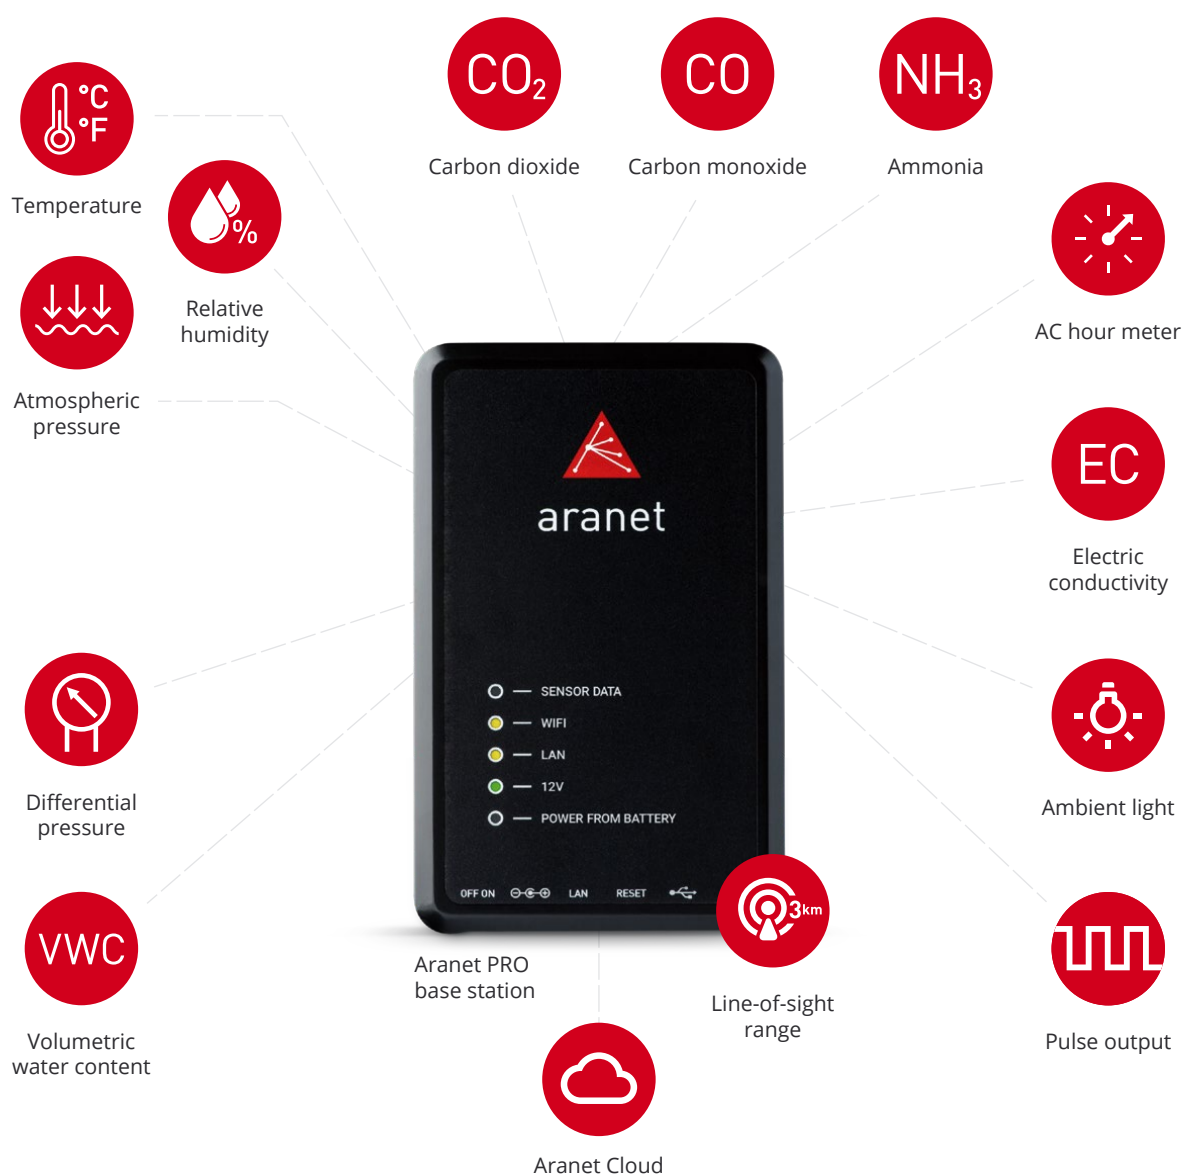 CO₂
CO
NH₃
°C
°F
Carbon dioxide
Carbon monoxide
Ammonia
Temperature
%
Relative
humidity
AC hour meter
Atmospheric
pressure
aranet
EC
Electric
conductivity
SENSOR DATA
WIFI
LAN
12V
POWER FROM BATTERY
Differential
pressure
Ambient light
OFF ON
LAN
RESET
3km
VWC
Aranet PRO
base station
Line-of-sight
range
Volumetric
water content
Pulse output
Aranet Cloud